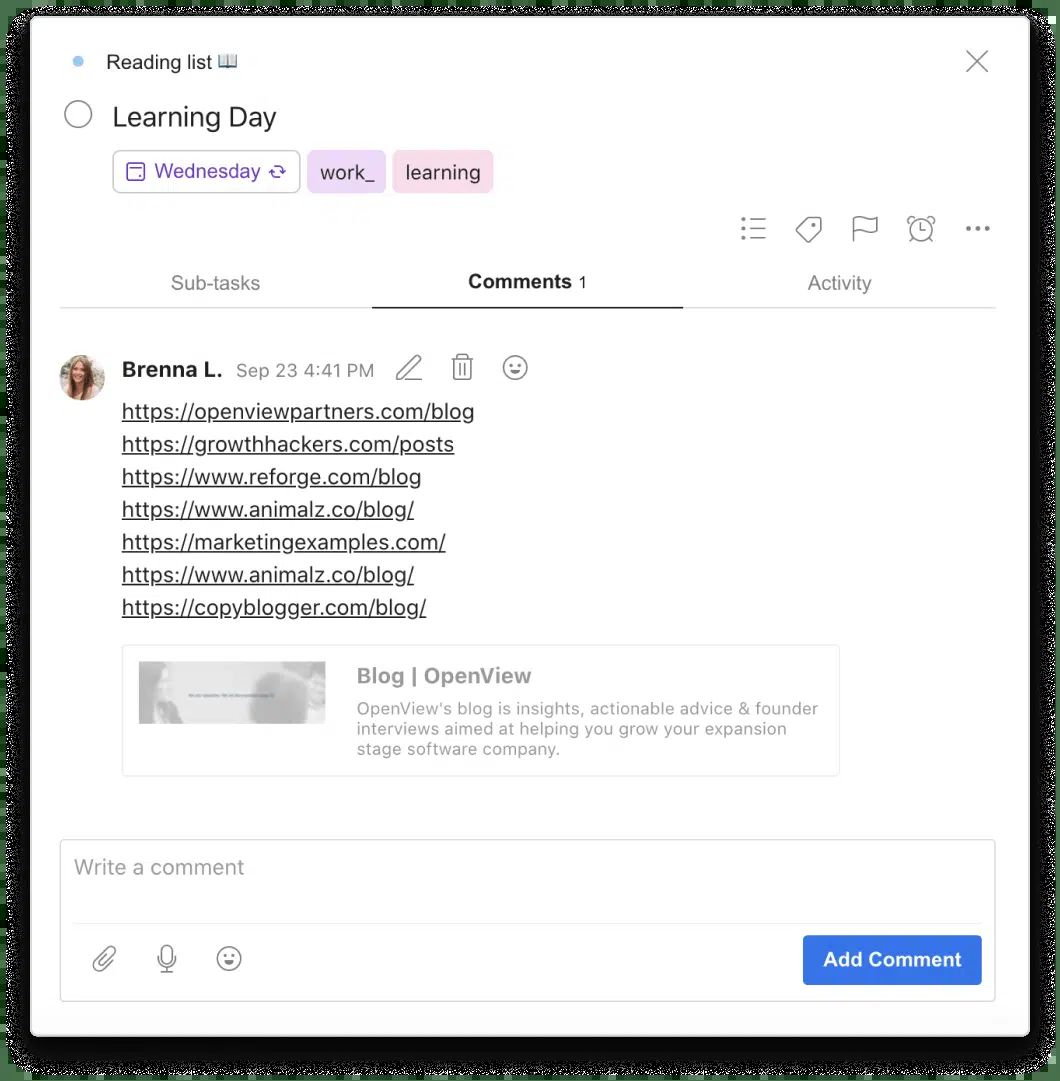 Reading list 📖
Learning Day
Wednesday work_ learning
Sub-tasks Comments 1 Activity
Brenna L. Sep 23 4:41 PM
https://openviewpartners.com/blog
https://growthhackers.com/posts
https://www.reforge.com/blog
https://www.animalz.co/blog/
https://marketingexamples.com/
https://www.animalz.co/blog/
https://copyblogger.com/blog/
Blog | OpenView
OpenView's blog is insights, actionable advice & founder
interviews aimed at helping you grow your expansion
stage software company.
Write a comment
Add Comment